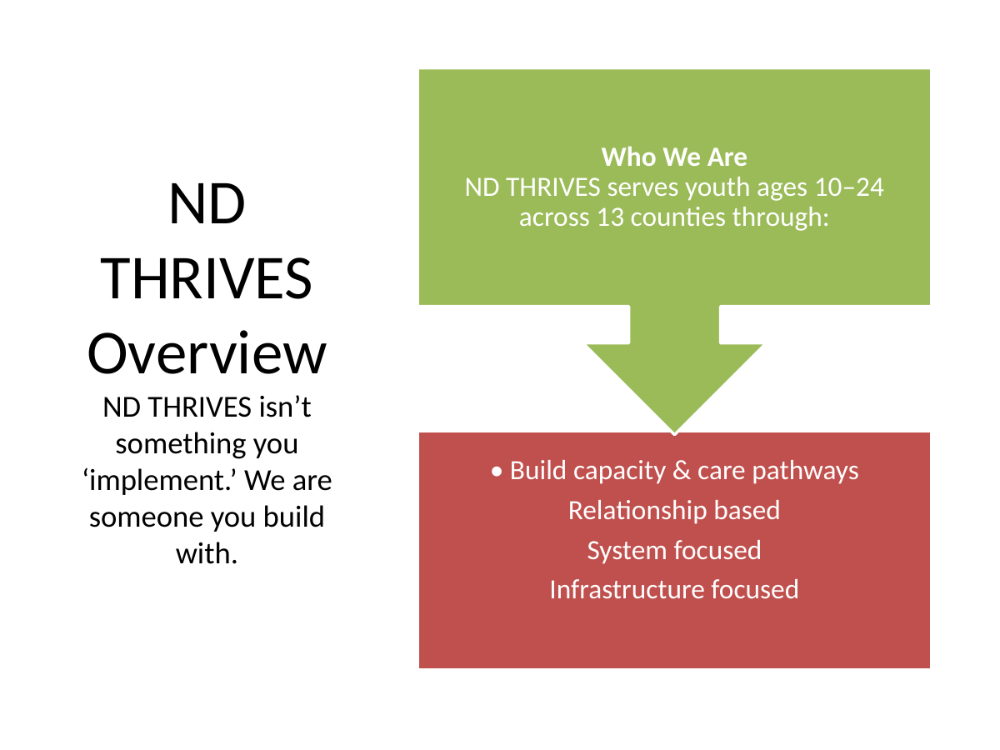 ND
THRIVES
Overview
ND THRIVES isn’t
something you
‘implement.’ We are
someone you build
with.
Who We Are
ND THRIVES serves youth ages 10–24
across 13 counties through:
• Build capacity & care pathways
Relationship based
System focused
Infrastructure focused